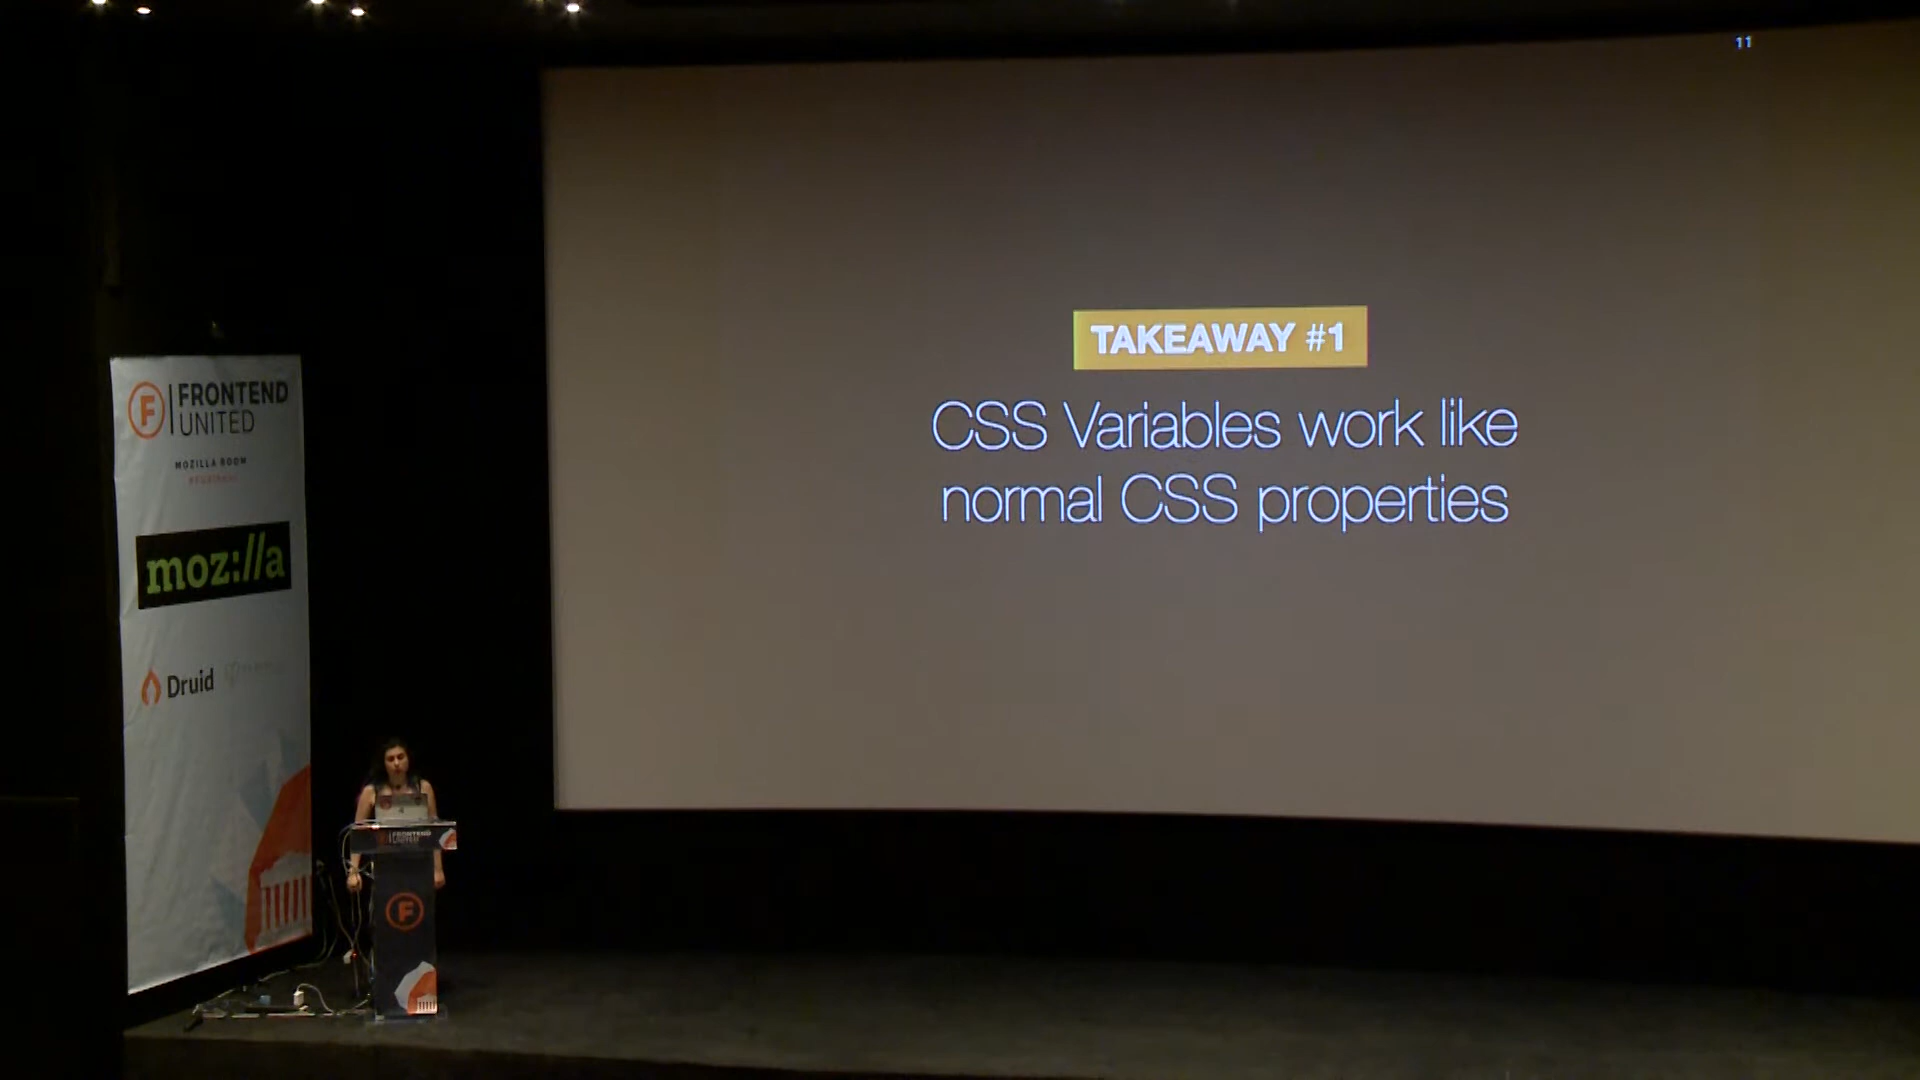 11
TAKEAWAY #1
CSS Variables work like
normal CSS properties
F
FRONTEND
UNITED
MOZILLA ROOM
moz://a
Druid
FRONTEND
UNITED
F